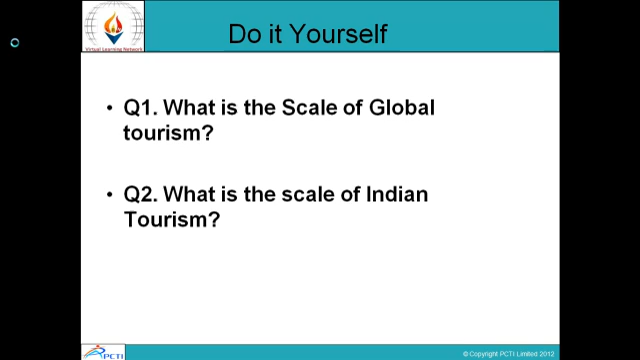 Virtual Learning Network
Do it Yourself
• Q1. What is the Scale of Global
tourism?
• Q2. What is the scale of Indian
Tourism?
PCTI
© Copyright PCTI Limited 2012